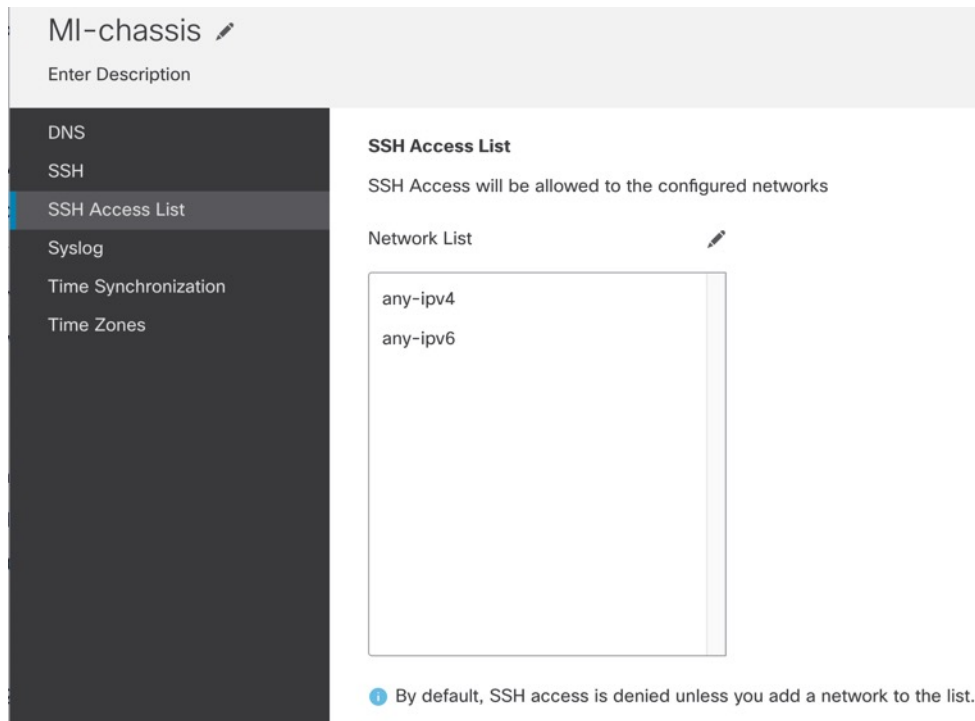 MI-chassis
Enter Description
DNS
SSH
SSH Access List
Syslog
Time Synchronization
Time Zones
SSH Access List
SSH Access will be allowed to the configured networks
Network List
any-ipv4
any-ipv6
By default, SSH access is denied unless you add a network to the list.